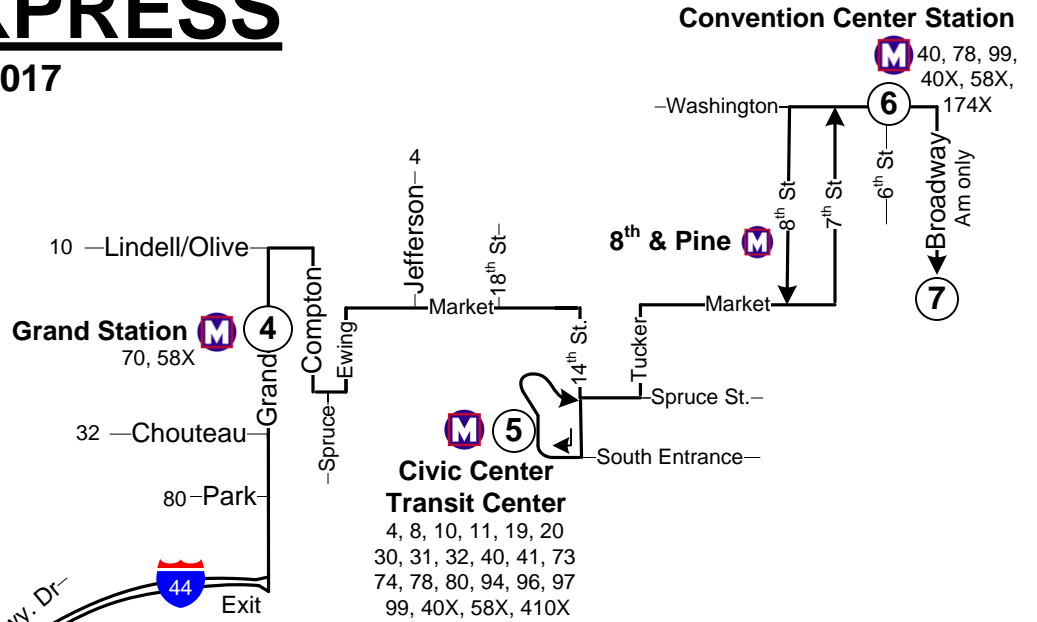 XPRESS
017
Convention Center Station
M
40, 78, 99,
40X, 58X,
174X
–Washington–
6
–6th St–
8th St
7th St
Broadway
Am only
7
8th & Pine
M
–Market–
Jefferson– 4
–18th St–
–Market–
10 –Lindell/Olive–
Compton
Ewing
–Spruce–
Grand Station
M
4
70, 58X
Grand
32 –Chouteau–
80 –Park–
44
Exit
14th St.
Tucker
–Spruce St.–
–South Entrance–
M
5
Civic Center
Transit Center
4, 8, 10, 11, 19, 20
30, 31, 32, 40, 41, 73
74, 78, 80, 94, 96, 97
99, 40X, 58X, 410X
wy. Dr–